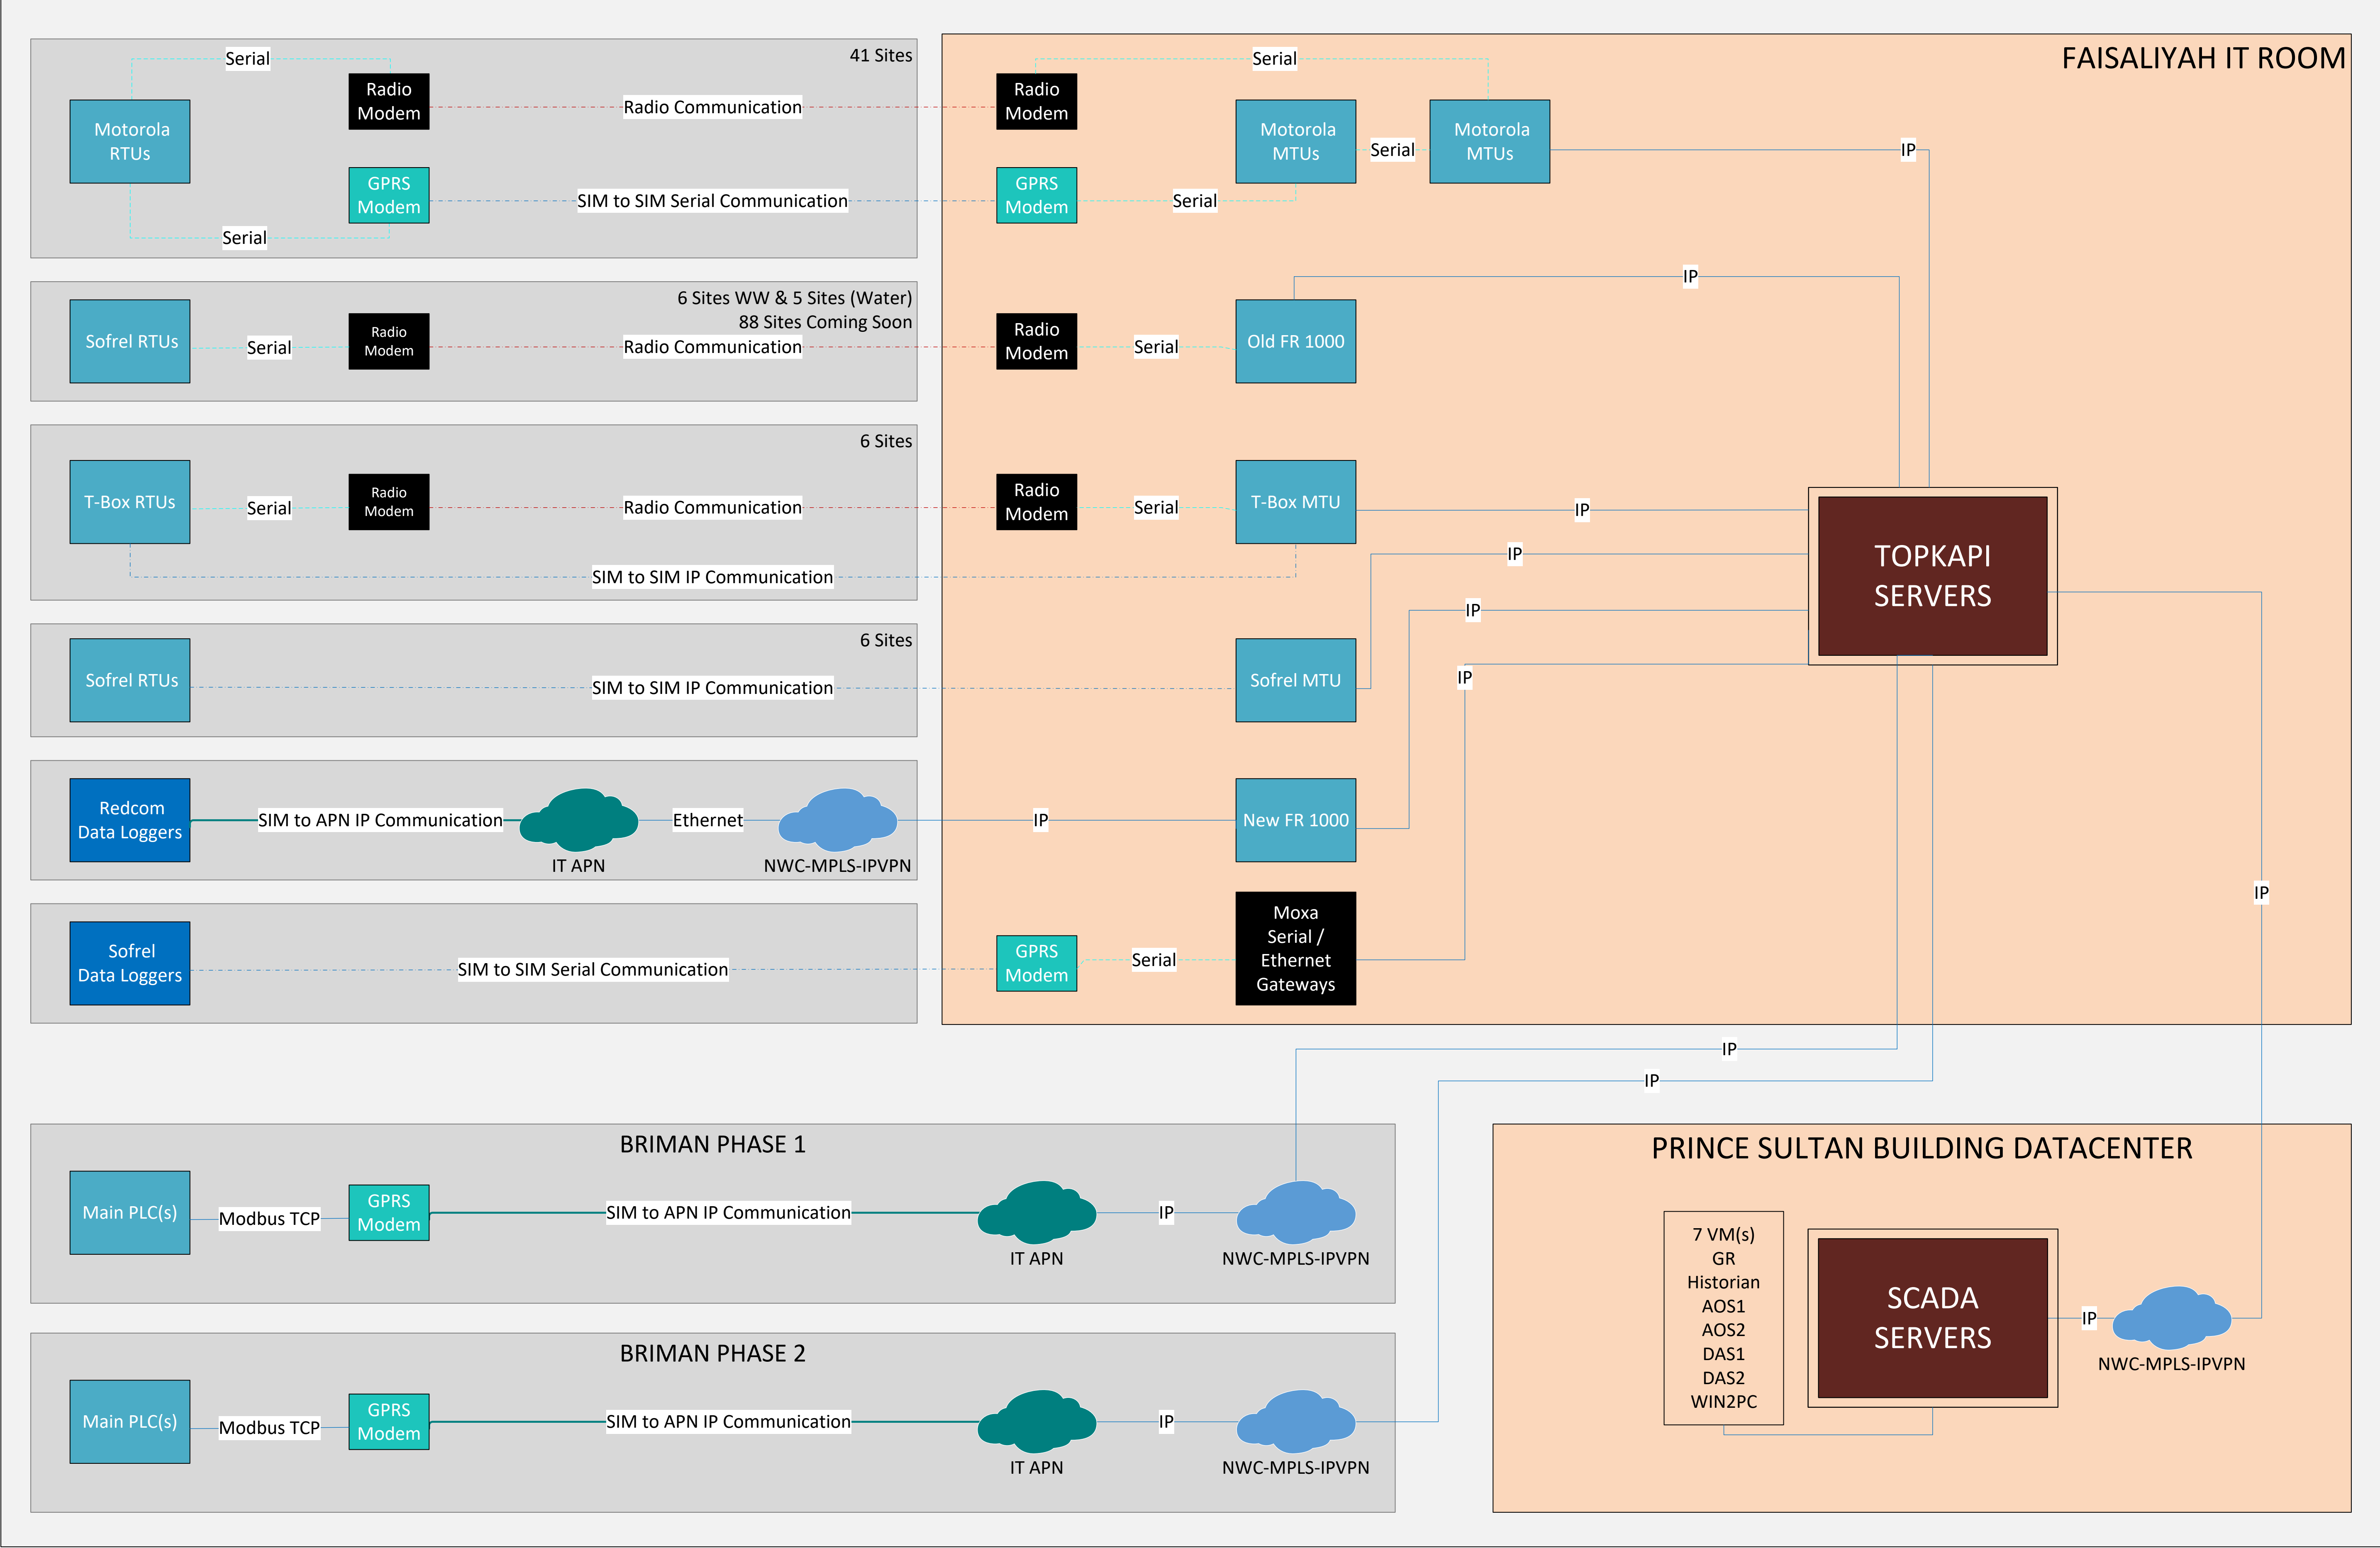 41 Sites
Serial
Motorola
RTUs
Radio
Modem
Radio Communication
GPRS
Modem
SIM to SIM Serial Communication
Serial
6 Sites WW & 5 Sites (Water)
88 Sites Coming Soon
Sofrel RTUs
Serial
Radio
Modem
Radio Communication
6 Sites
T-Box RTUs
Serial
Radio
Modem
Radio Communication
SIM to SIM IP Communication
6 Sites
Sofrel RTUs
SIM to SIM IP Communication
Redcom
Data Loggers
SIM to APN IP Communication
IT APN
Ethernet
NWC-MPLS-IPVPN
Sofrel
Data Loggers
SIM to SIM Serial Communication
FAISALIYAH IT ROOM
Radio
Modem
Serial
Motorola
MTUs
Serial
Motorola
MTUs
IP
GPRS
Modem
Serial
Radio
Modem
Serial
Old FR 1000
IP
Radio
Modem
Serial
T-Box MTU
IP
Sofrel MTU
IP
IP
New FR 1000
IP
GPRS
Modem
Serial
Moxa
Serial /
Ethernet
Gateways
IP
TOPKAPI
SERVERS
IP
IP
IP
BRIMAN PHASE 1
Main PLC(s)
Modbus TCP
GPRS
Modem
SIM to APN IP Communication
IT APN
IP
NWC-MPLS-IPVPN
BRIMAN PHASE 2
Main PLC(s)
Modbus TCP
GPRS
Modem
SIM to APN IP Communication
IT APN
IP
NWC-MPLS-IPVPN
PRINCE SULTAN BUILDING DATACENTER
7 VM(s)
GR
Historian
AOS1
AOS2
DAS1
DAS2
WIN2PC
SCADA
SERVERS
IP
NWC-MPLS-IPVPN